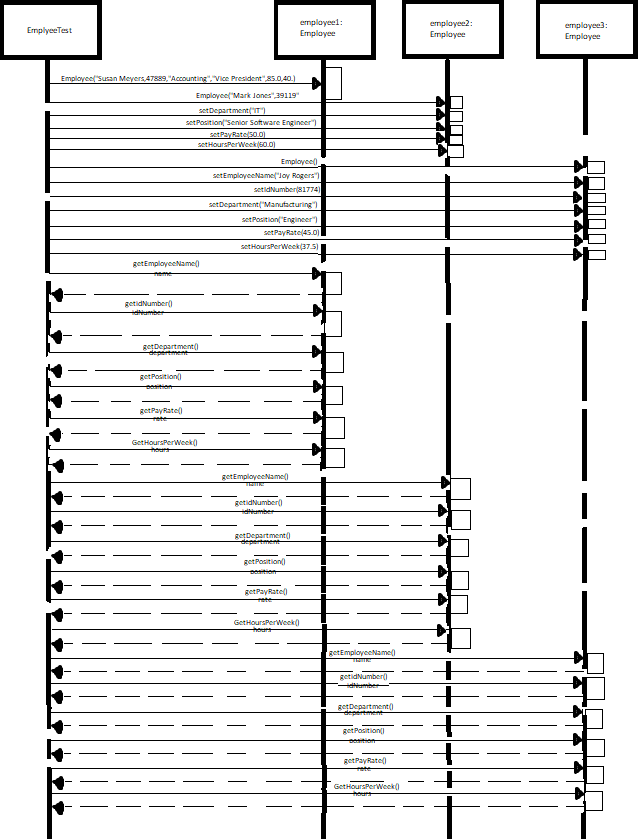 EmplyeeTest
employee1:
Employee
employee2:
Employee
employee3:
Employee
Employee("Susan Meyers,47889,"Accounting","Vice President",85.0,40.)
Employee("Mark Jones",39119"
setDepartment("IT")
setPosition("Senior Software Engineer")
setPayRate(50.0)
setHoursPerWeek(60.0)
Employee()
setEmployeeName("Joy Rogers")
setIdNumber(81774)
setDepartment("Manufacturing")
setPosition("Engineer")
setPayRate(45.0)
setHoursPerWeek(37.5)
getEmployeeName()
name
getidNumber()
idNumber
getDepartment()
department
getPosition()
position
getPayRate()
rate
GetHoursPerWeek()
hours
getEmployeeName()
name
getidNumber()
idNumber
getDepartment()
department
getPosition()
position
getPayRate()
rate
GetHoursPerWeek()
hours
getEmployeeName()
name
getidNumber()
idNumber
getDepartment()
department
getPosition()
position
getPayRate()
rate
GetHoursPerWeek()
hours